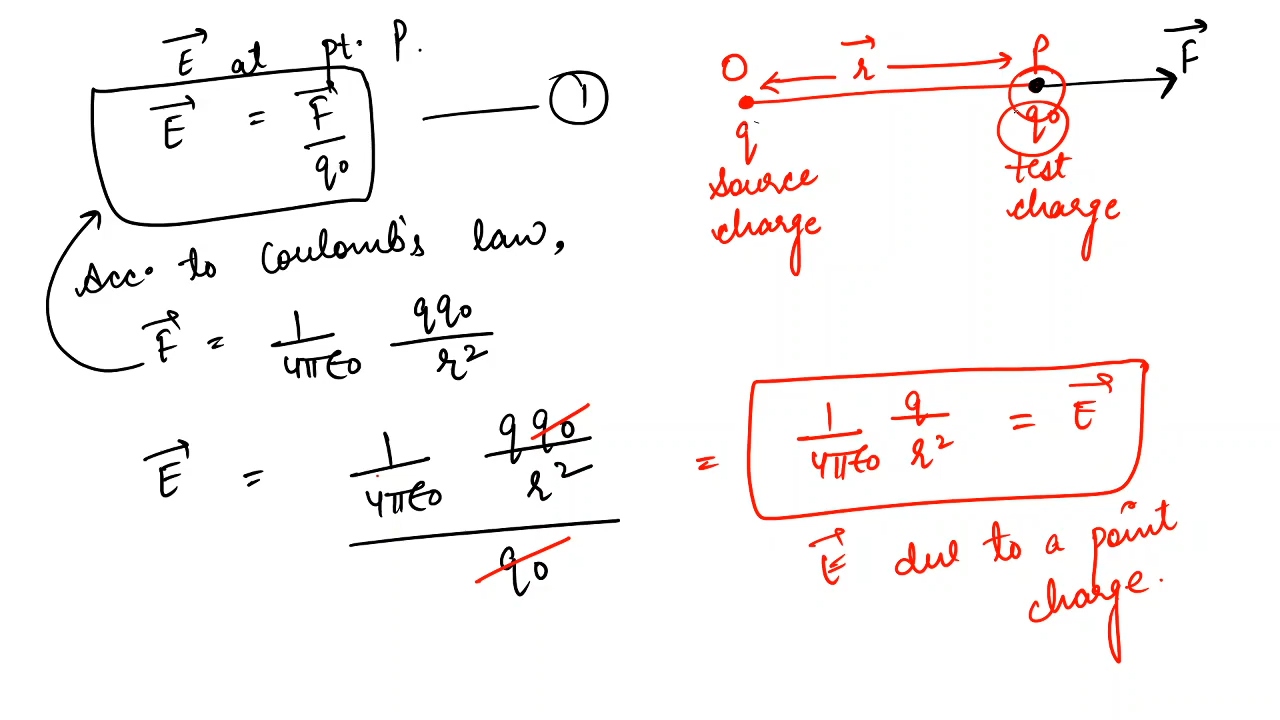 E⃗ at pt. P.
E⃗ = F⃗ / q₀ —— ①
Acc. to Coulomb's law,
F⃗ = 1/4πϵ₀ qq₀/r²
E⃗ = (1/4πϵ₀ qq₀/r²) / q₀ = 1/4πϵ₀ q/r² = E⃗
O r⃗ P F⃗
q q₀
source charge
test charge
E⃗ due to a point
charge.